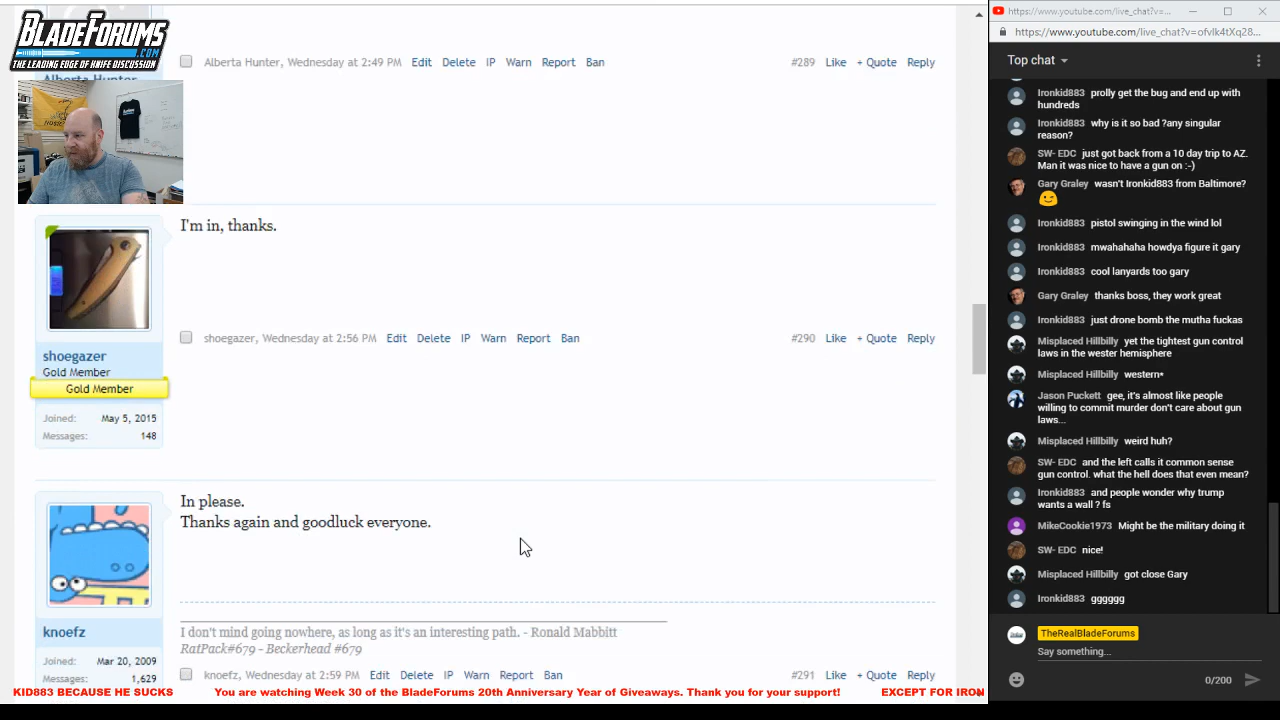 BLADEFORUMS
.COM
THE LEADING EDGE OF KNIFE DISCUSSION
Alberta Hunter
Alberta Hunter, Wednesday at 2:49 PM Edit Delete IP Warn Report Ban #289 Like + Quote Reply
I'm in, thanks.
shoegazer, Wednesday at 2:56 PM Edit Delete IP Warn Report Ban #290 Like + Quote Reply
shoegazer
Gold Member
Gold Member
Joined: May 5, 2015
Messages: 148
In please.
Thanks again and goodluck everyone.
I don't mind going nowhere, as long as it's an interesting path. - Ronald Mabbitt
RatPack#679 - Beckerhead #679
knoefz
Joined: Mar 20, 2009
Messages: 1,629
knoefz, Wednesday at 2:59 PM Edit Delete IP Warn Report Ban #291 Like + Quote Reply
KID883 BECAUSE HE SUCKS You are watching Week 30 of the BladeForums 20th Anniversary Year of Giveaways. Thank you for your support! EXCEPT FOR IRON
https://www.youtube.com/live_chat?v=...
https://www.youtube.com/live_chat?v=ofvlk4tXq28...
Top chat
Ironkid883 prolly get the bug and end up with
hundreds
Ironkid883 why is it so bad ?any singular
reason?
SW- EDC just got back from a 10 day trip to AZ.
Man it was nice to have a gun on :-)
Gary Graley wasn't Ironkid883 from Baltimore?
Ironkid883 pistol swinging in the wind lol
Ironkid883 mwahahaha howdya figure it gary
Ironkid883 cool lanyards too gary
Gary Graley thanks boss, they work great
Ironkid883 just drone bomb the mutha fuckas
Misplaced Hillbilly yet the tightest gun control
laws in the wester hemisphere
Misplaced Hillbilly western*
Jason Puckett gee, it's almost like people
willing to commit murder don't care about gun
laws...
Misplaced Hillbilly weird huh?
SW- EDC and the left calls it common sense
gun control. what the hell does that even mean?
Ironkid883 and people wonder why trump
wants a wall ? fs
MikeCookie1973 Might be the military doing it
SW- EDC nice!
Misplaced Hillbilly got close Gary
Ironkid883 gggggg
TheRealBladeForums
Say something...
0/200